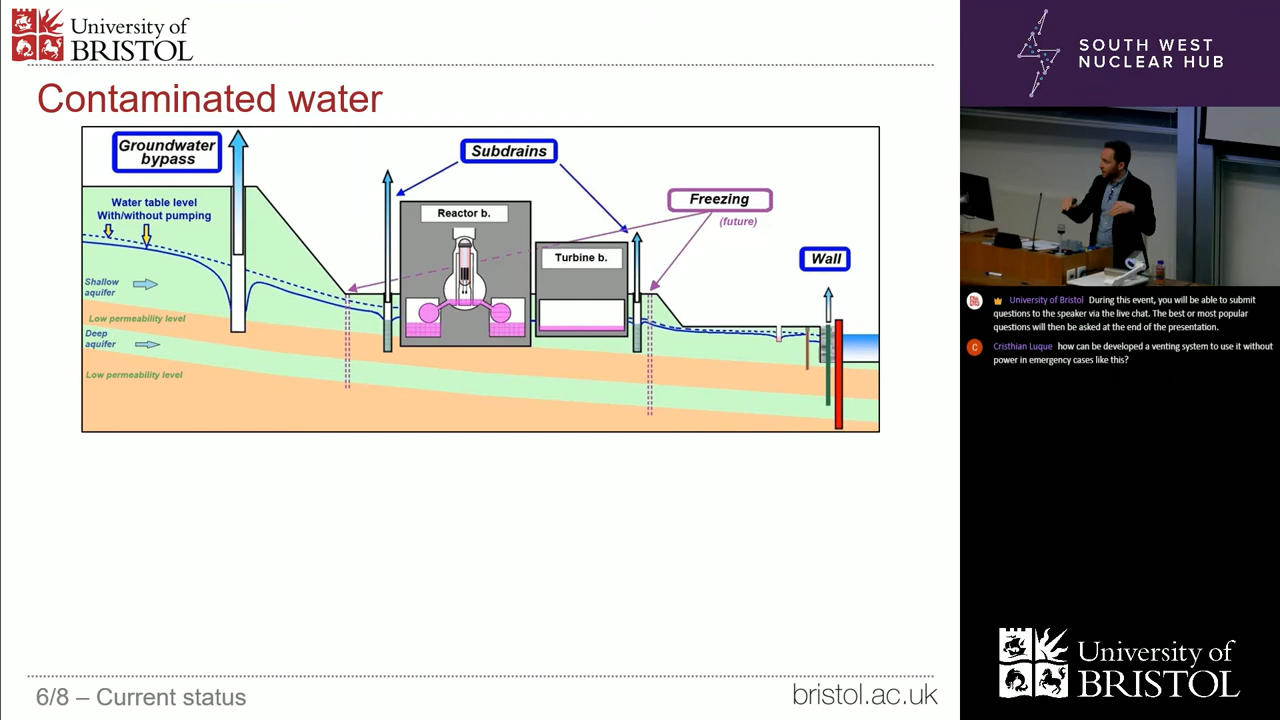 University of
BRISTOL
Contaminated water
Groundwater
bypass
Subdrains
Freezing
(future)
Wall
Water table level
With/without pumping
Reactor b.
Turbine b.
Shallow
aquifer
Low permeability level
Deep
aquifer
Low permeability level
6/8 – Current status
bristol.ac.uk
SOUTH WEST
NUCLEAR HUB
University of Bristol During this event, you will be able to submit
questions to the speaker via the live chat. The best or most popular
questions will then be asked at the end of the presentation.
C
Cristhian Luque how can be developed a venting system to use it without
power in emergency cases like this?
University of
BRISTOL